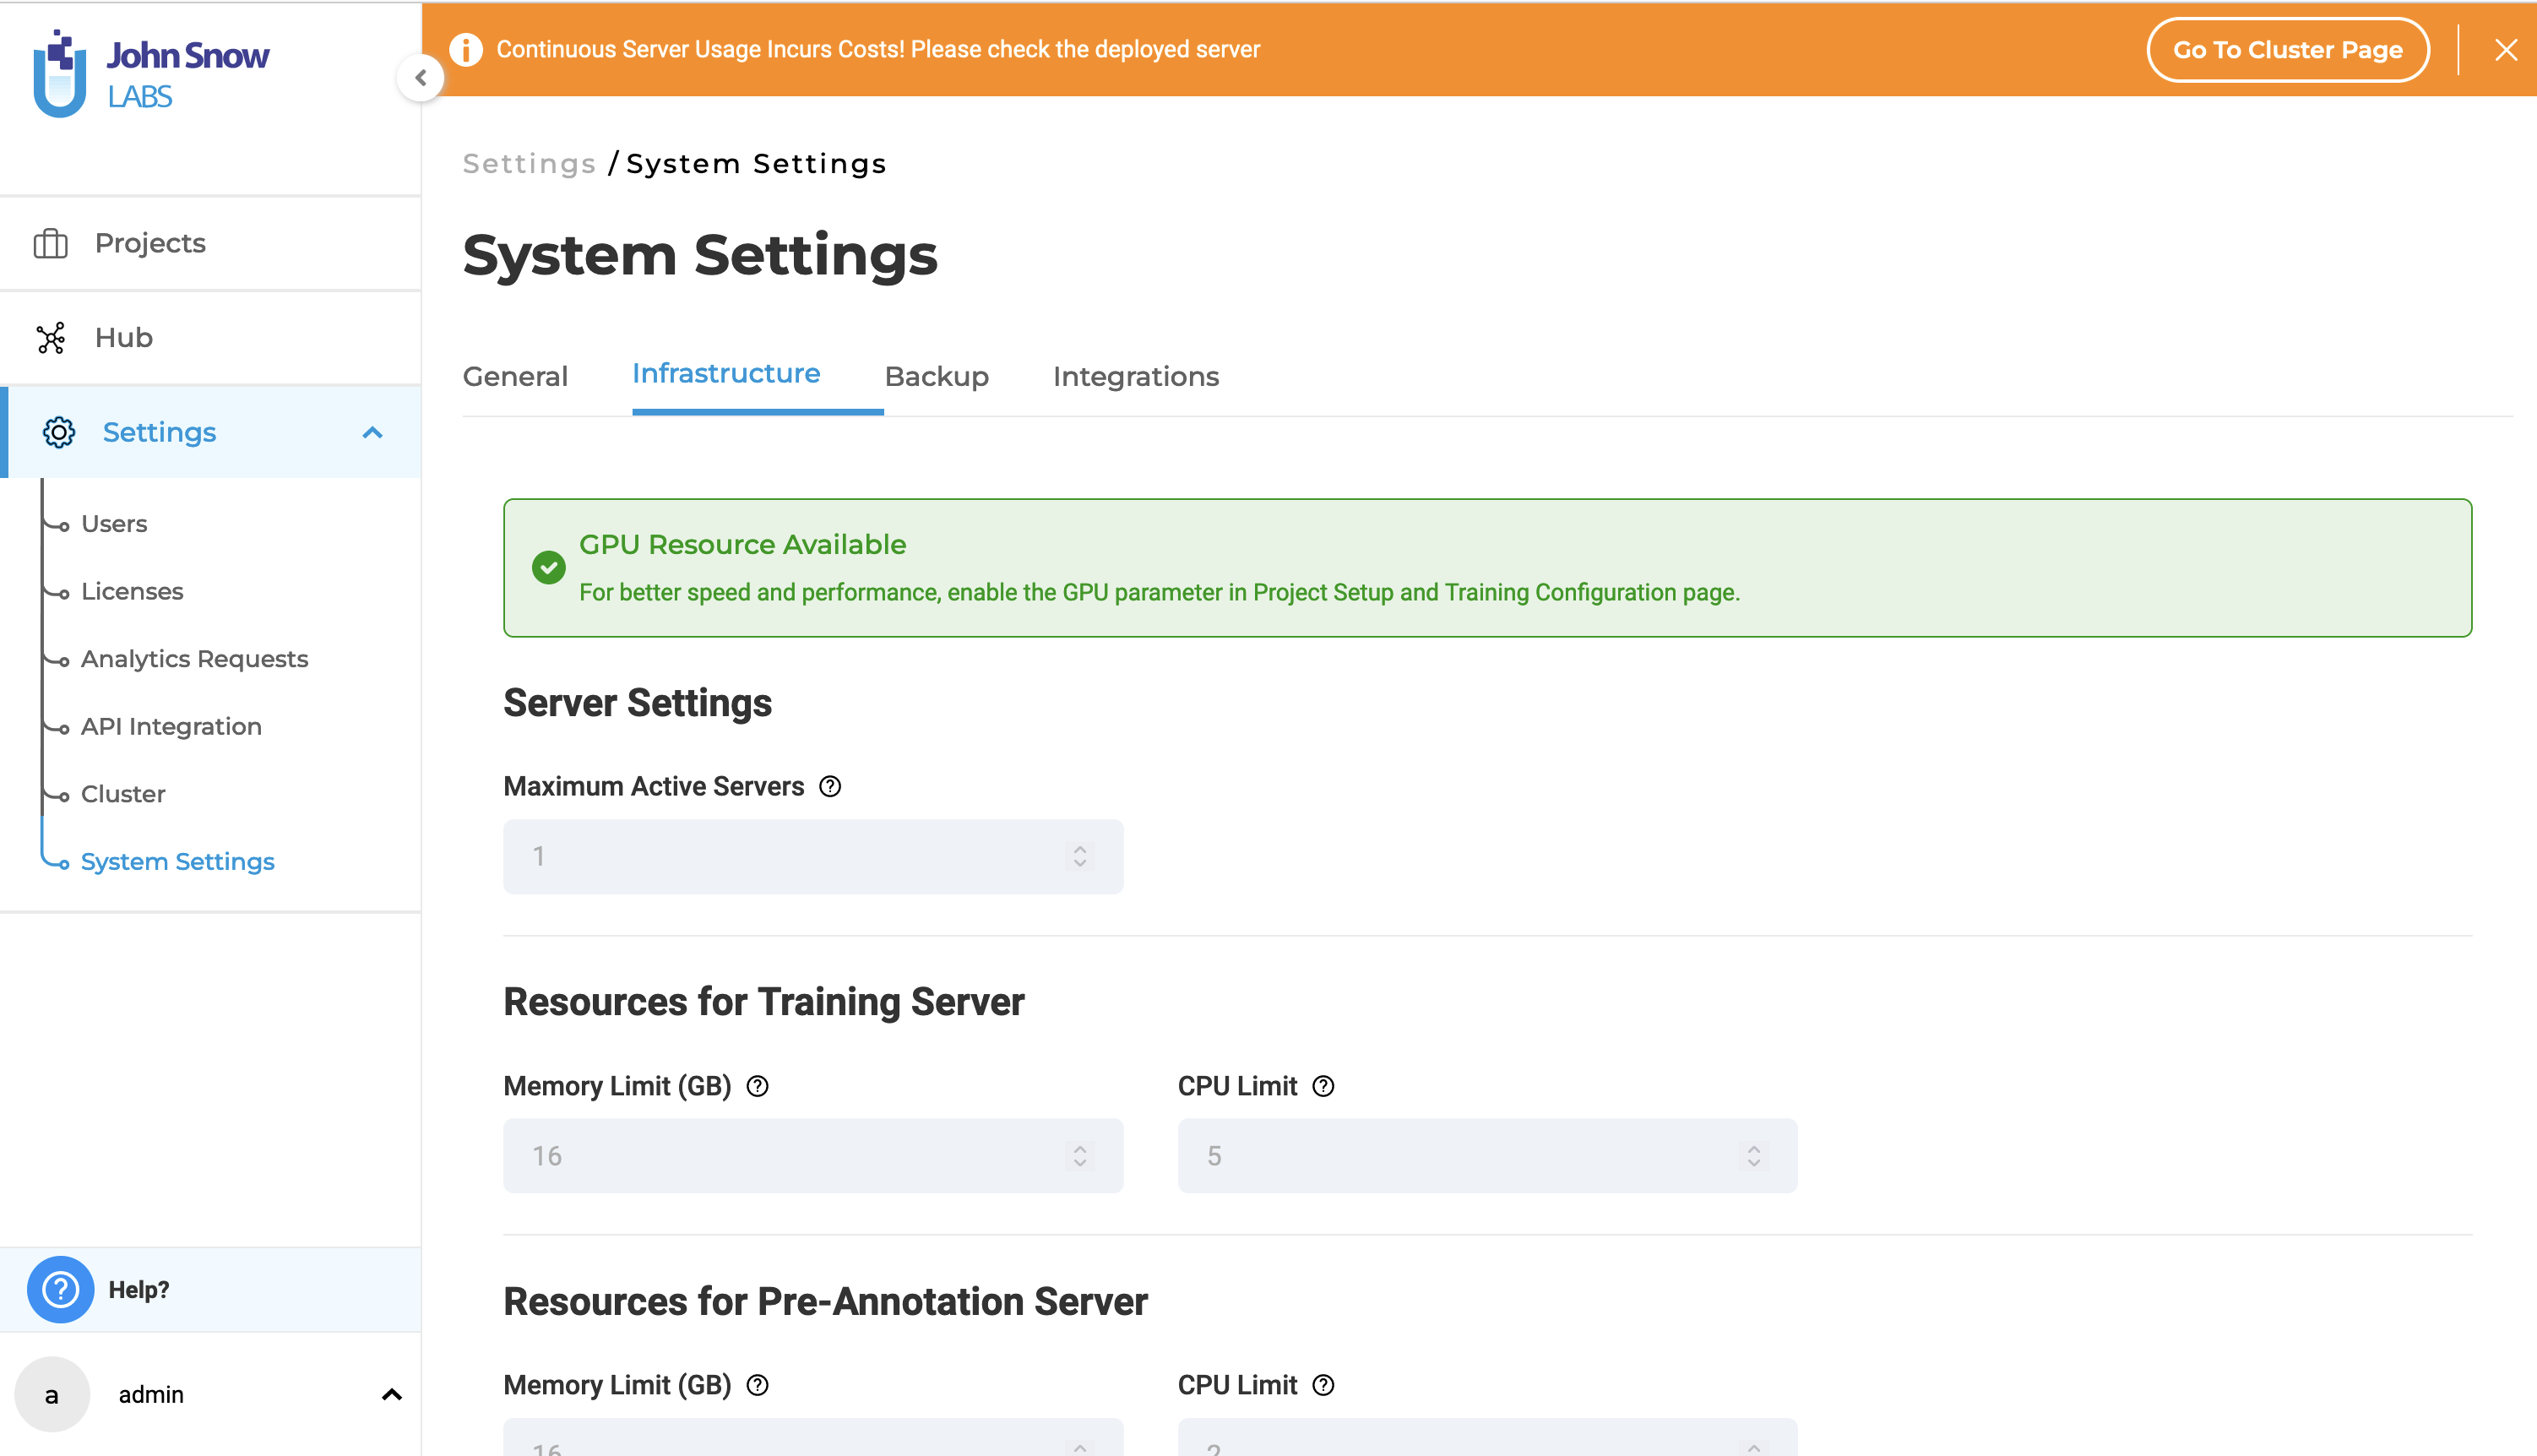 John Snow
LABS
Continuous Server Usage Incurs Costs! Please check the deployed server
Go To Cluster Page
Projects
Hub
Settings
Users
Licenses
Analytics Requests
API Integration
Cluster
System Settings
Help?
a
admin
Settings / System Settings
System Settings
General
Infrastructure
Backup
Integrations
GPU Resource Available
For better speed and performance, enable the GPU parameter in Project Setup and Training Configuration page.
Server Settings
Maximum Active Servers
1
Resources for Training Server
Memory Limit (GB)
CPU Limit
16
5
Resources for Pre-Annotation Server
Memory Limit (GB)
CPU Limit
16
2